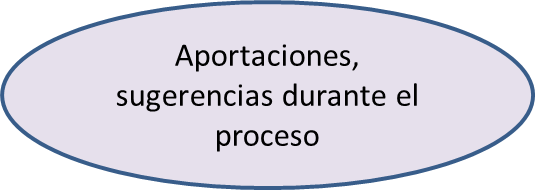 Aportaciones,
sugerencias durante el
proceso